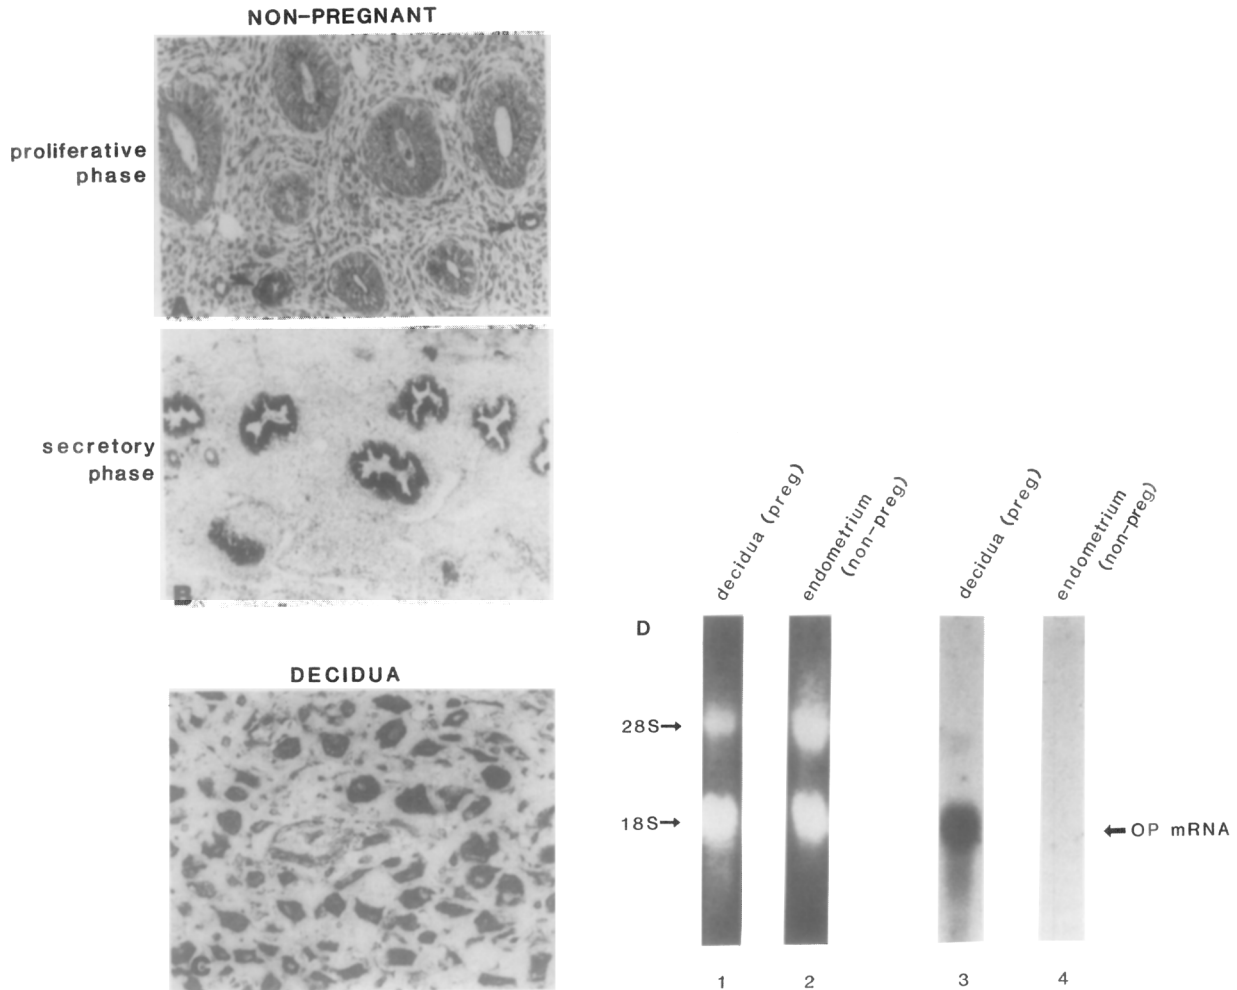 NON-PREGNANT
proliferative
phase
A
secretory
phase
B
DECIDUA
C
D
decidua (preg)
endometrium
(non-preg)
decidua (preg)
endometrium
(non-preg)
28S→
18S→
← OP mRNA
1 2 3 4